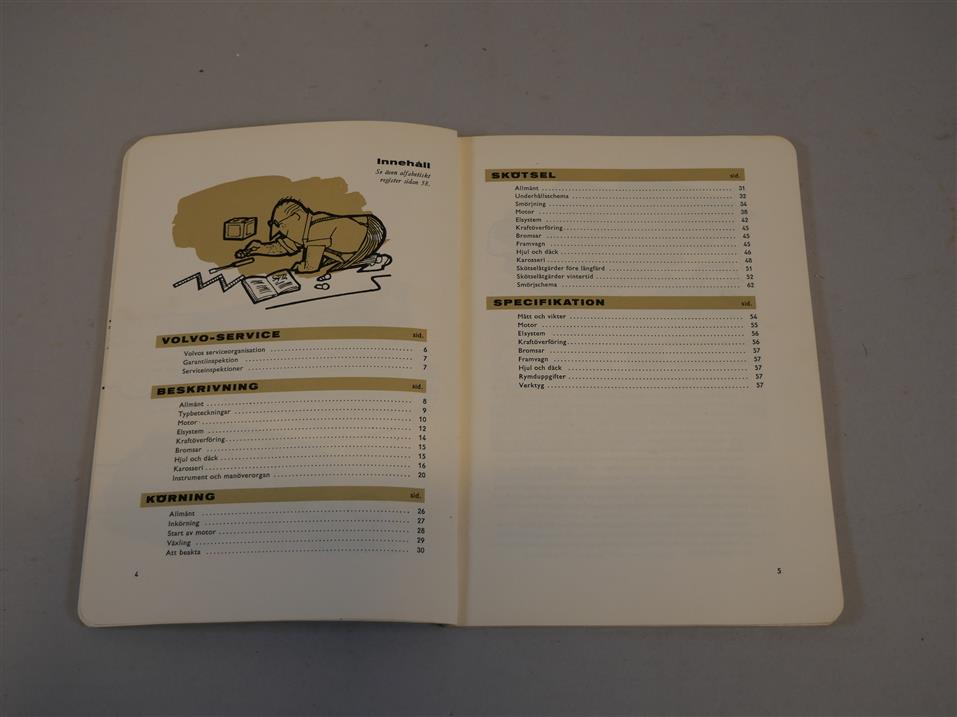 Innehåll
Se även alfabetiskt
register sidan 58.
VOLVO-SERVICE sid.
Volvos serviceorganisation 6
Garantiinspektion 7
Serviceinspektioner 7
BESKRIVNING sid.
Allmänt 8
Typbeteckningar 9
Motor 10
Elsystem 12
Kraftöverföring 14
Bromsar 15
Hjul och däck 15
Karosseri 16
Instrument och manöverorgan 20
KÖRNING sid.
Allmänt 26
Inkörning 27
Start av motor 28
Växling 29
Att beakta 30
4
SKÖTSEL sid.
Allmänt 31
Underhållsschema 32
Smörjning 34
Motor 38
Elsystem 42
Kraftöverföring 45
Bromsar 45
Framvagn 45
Hjul och däck 46
Karosseri 48
Skötselåtgärder före långfärd 51
Skötselåtgärder vintertid 52
Smörjschema 62
SPECIFIKATION sid.
Mått och vikter 54
Motor 55
Elsystem 56
Kraftöverföring 56
Bromsar 57
Framvagn 57
Hjul och däck 57
Rymduppgifter 57
Verktyg 57
5